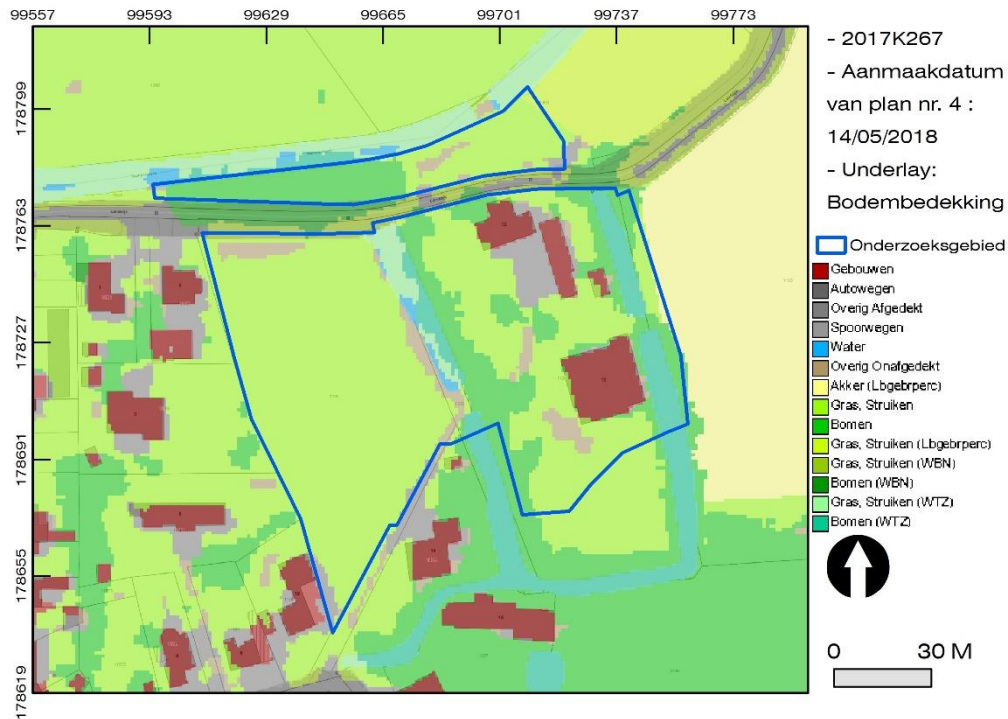 99557 99593 99629 99665 99701 99737 99773
178799
178763
178727
178691
178655
178619
- 2017K267
- Aanmaakdatum
van plan nr. 4 :
14/05/2018
- Underlay:
Bodembedekking
Onderzoeksgebied
Gebouwen
Autowegen
Overig Afgedekt
Spoorwegen
Water
Overig Onafgedekt
Akker (Lbgebrperc)
Gras, Struiken
Bomen
Gras, Struiken (Lbgebrperc)
Gras, Struiken (WBN)
Bomen (WBN)
Gras, Struiken (WTZ)
Bomen (WTZ)
0 30 M